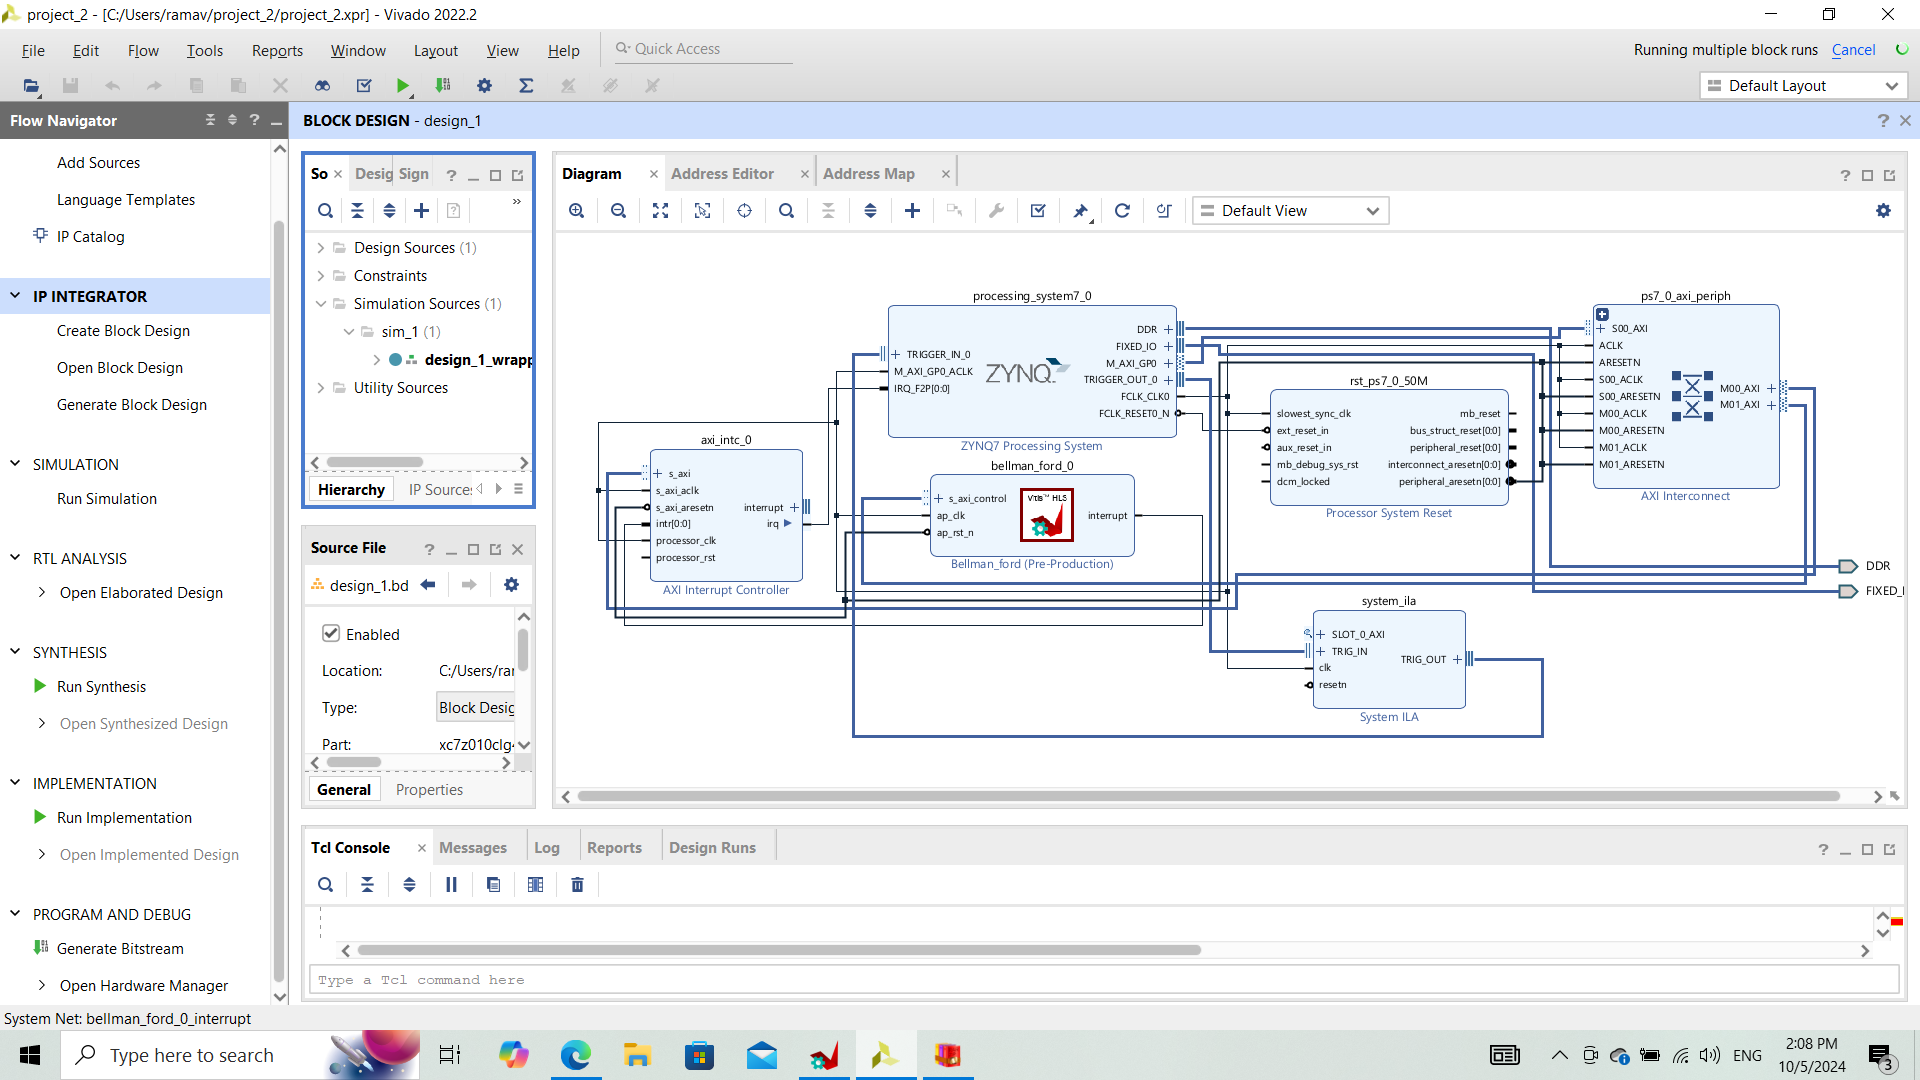 project_2 - [C:/Users/ramav/project_2/project_2.xpr] - Vivado 2022.2
File Edit Flow Tools Reports Window Layout View Help Quick Access
Running multiple block runs Cancel
Default Layout
Flow Navigator
Add Sources
Language Templates
IP Catalog
IP INTEGRATOR
Create Block Design
Open Block Design
Generate Block Design
SIMULATION
Run Simulation
RTL ANALYSIS
Open Elaborated Design
SYNTHESIS
Run Synthesis
Open Synthesized Design
IMPLEMENTATION
Run Implementation
Open Implemented Design
PROGRAM AND DEBUG
Generate Bitstream
Open Hardware Manager
BLOCK DESIGN - design_1
So Desig Sign
Design Sources (1)
Constraints
Simulation Sources (1)
sim_1 (1)
design_1_wrapp
Utility Sources
Hierarchy IP Source
Source File
design_1.bd
Enabled
Location: C:/Users/ra
Type: Block Desig
Part: xc7z010clg
General Properties
Diagram Address Editor Address Map
Default View
processing_system7_0
DDR
FIXED_IO
TRIGGER_IN_0
M_AXI_GP0
M_AXI_GP0_ACLK
ZYNQ
TRIGGER_OUT_0
IRQ_F2P[0:0]
FCLK_CLK0
FCLK_RESET0_N
ZYNQ7 Processing System
axi_intc_0
s_axi
s_axi_aclk
s_axi_aresetn
interrupt
intr[0:0]
irq
processor_clk
processor_rst
AXI Interrupt Controller
bellman_ford_0
s_axi_control
Vitis™ HLS
ap_clk
interrupt
ap_rst_n
Bellman_ford (Pre-Production)
rst_ps7_0_50M
slowest_sync_clk mb_reset
ext_reset_in bus_struct_reset[0:0]
aux_reset_in peripheral_reset[0:0]
mb_debug_sys_rst interconnect_aresetn[0:0]
dcm_locked peripheral_aresetn[0:0]
Processor System Reset
ps7_0_axi_periph
S00_AXI
ACLK
ARESETN
S00_ACLK
M00_AXI
S00_ARESETN
M01_AXI
M00_ACLK
M00_ARESETN
M01_ACLK
M01_ARESETN
AXI Interconnect
DDR
FIXED_I
system_ila
SLOT_0_AXI
TRIG_IN
TRIG_OUT
clk
resetn
System ILA
Tcl Console Messages Log Reports Design Runs
Type a Tcl command here
System Net: bellman_ford_0_interrupt
Type here to search
ENG
2:08 PM
10/5/2024
3